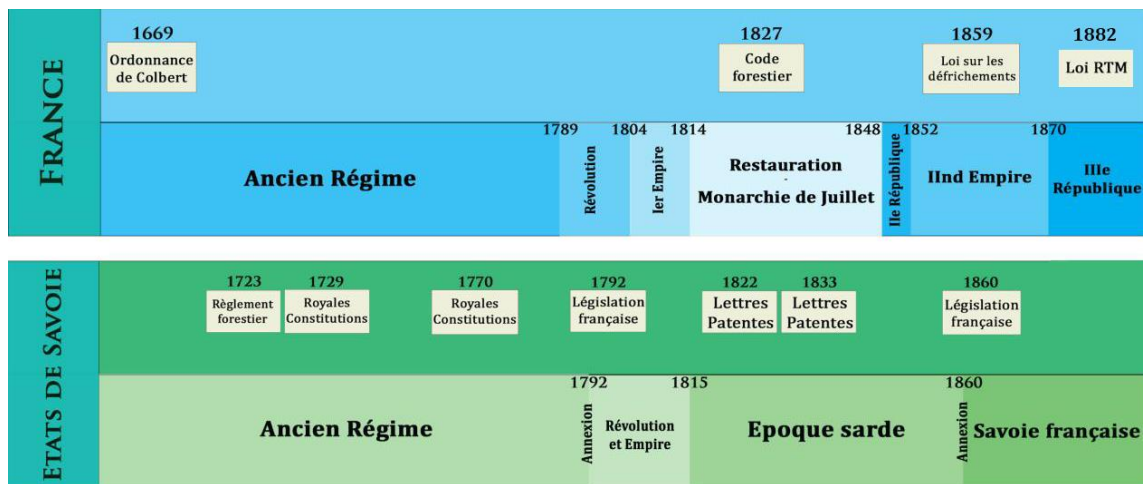 FRANCE
1669
Ordonnance
de Colbert
1827
Code
forestier
1859
Loi sur les
défrichements
1882
Loi RTM
1789
1804
1814
1848
1852
1870
Ancien Régime
Révolution
Ier Empire
Restauration
Monarchie de Juillet
IIe République
IInd Empire
IIIe
République
ETATS DE SAVOIE
1723
Règlement
forestier
1729
Royales
Constitutions
1770
Royales
Constitutions
1792
Législation
française
1822
Lettres
Patentes
1833
Lettres
Patentes
1860
Législation
française
1792
1815
1860
Ancien Régime
Annexion
Révolution
et Empire
Epoque sarde
Annexion
Savoie française